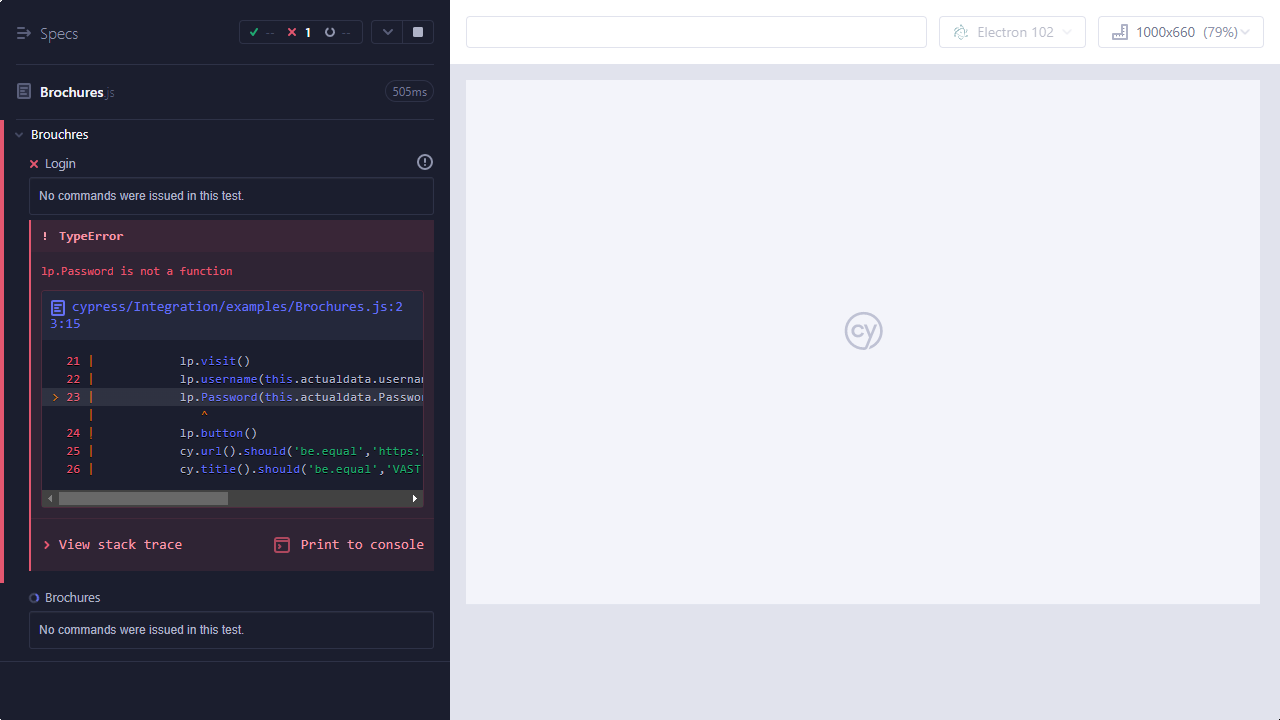 Specs
-- 1 --
Electron 102
1000x660 (79%)
Brochures.js
505ms
Brouchres
Login
No commands were issued in this test.
! TypeError
lp.Password is not a function
cypress/Integration/examples/Brochures.js:2
3:15
21 | lp.visit()
22 | lp.username(this.actualdata.usernam
> 23 | lp.Password(this.actualdata.Passwor
| ^
24 | lp.button()
25 | cy.url().should('be.equal','https:/
26 | cy.title().should('be.equal','VAST
> View stack trace
Print to console
Brochures
No commands were issued in this test.
cy